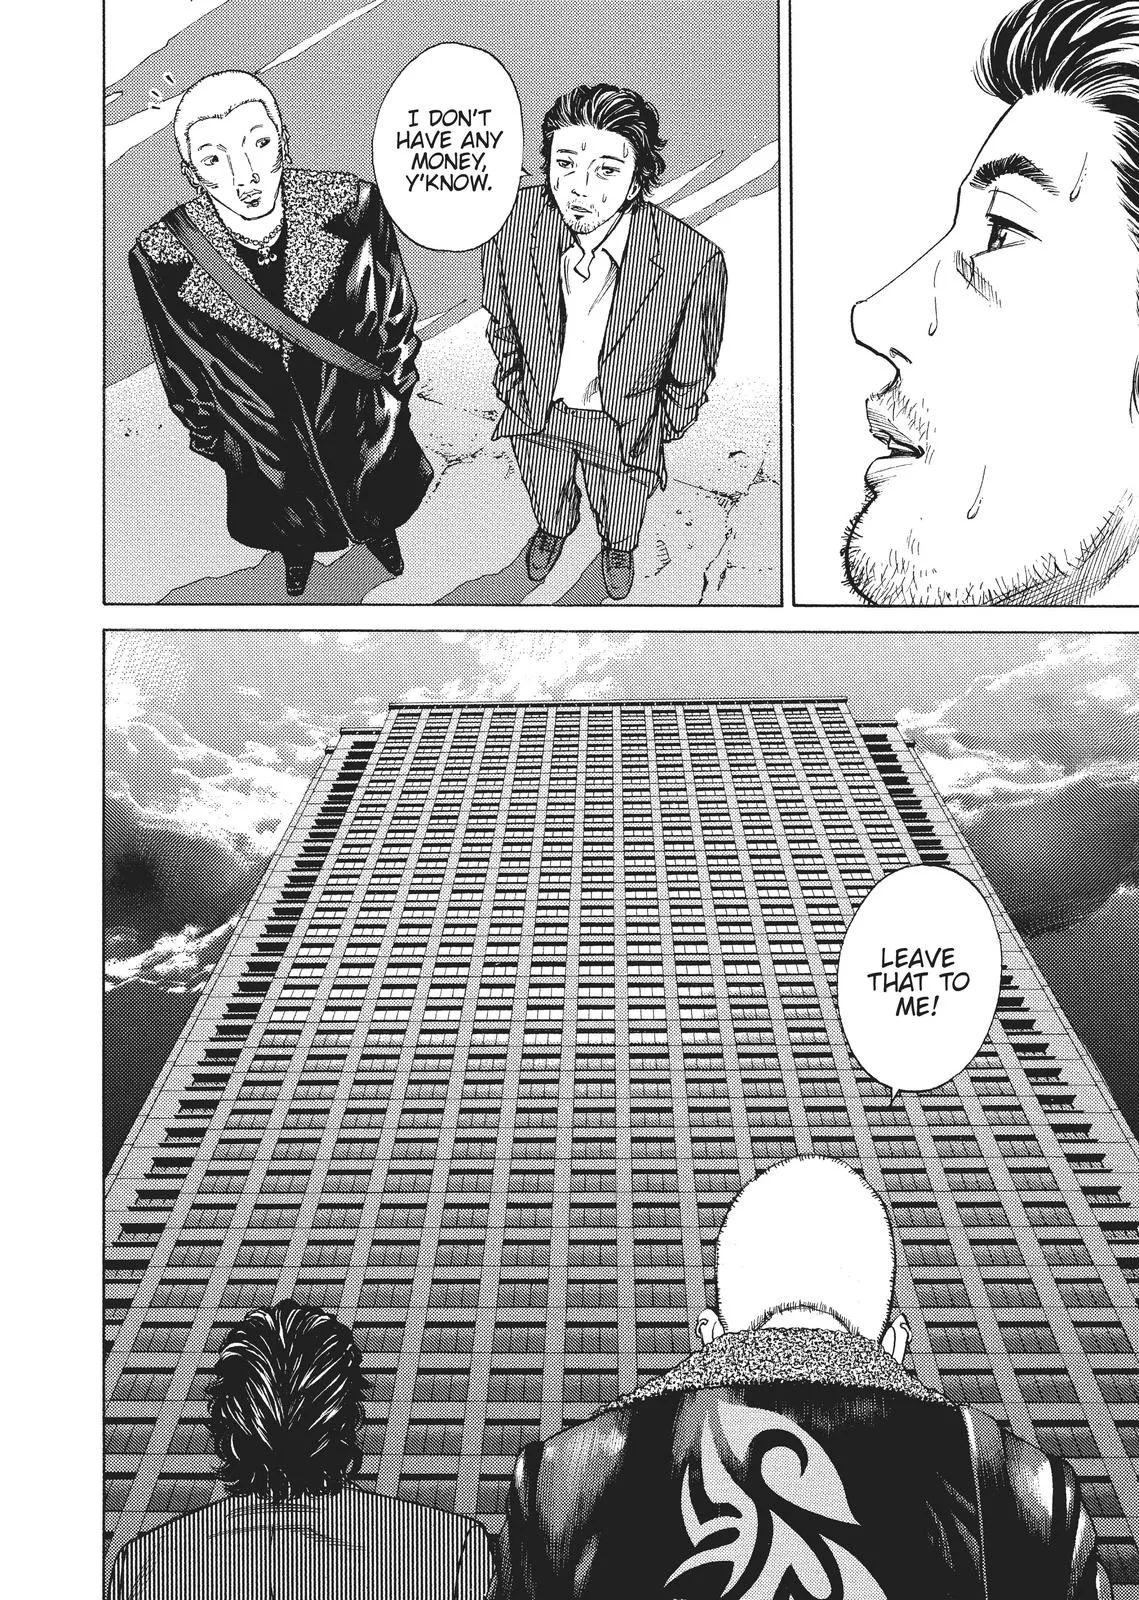 I DON'T
HAVE ANY
MONEY,
Y'KNOW.
LEAVE
THAT TO
ME!